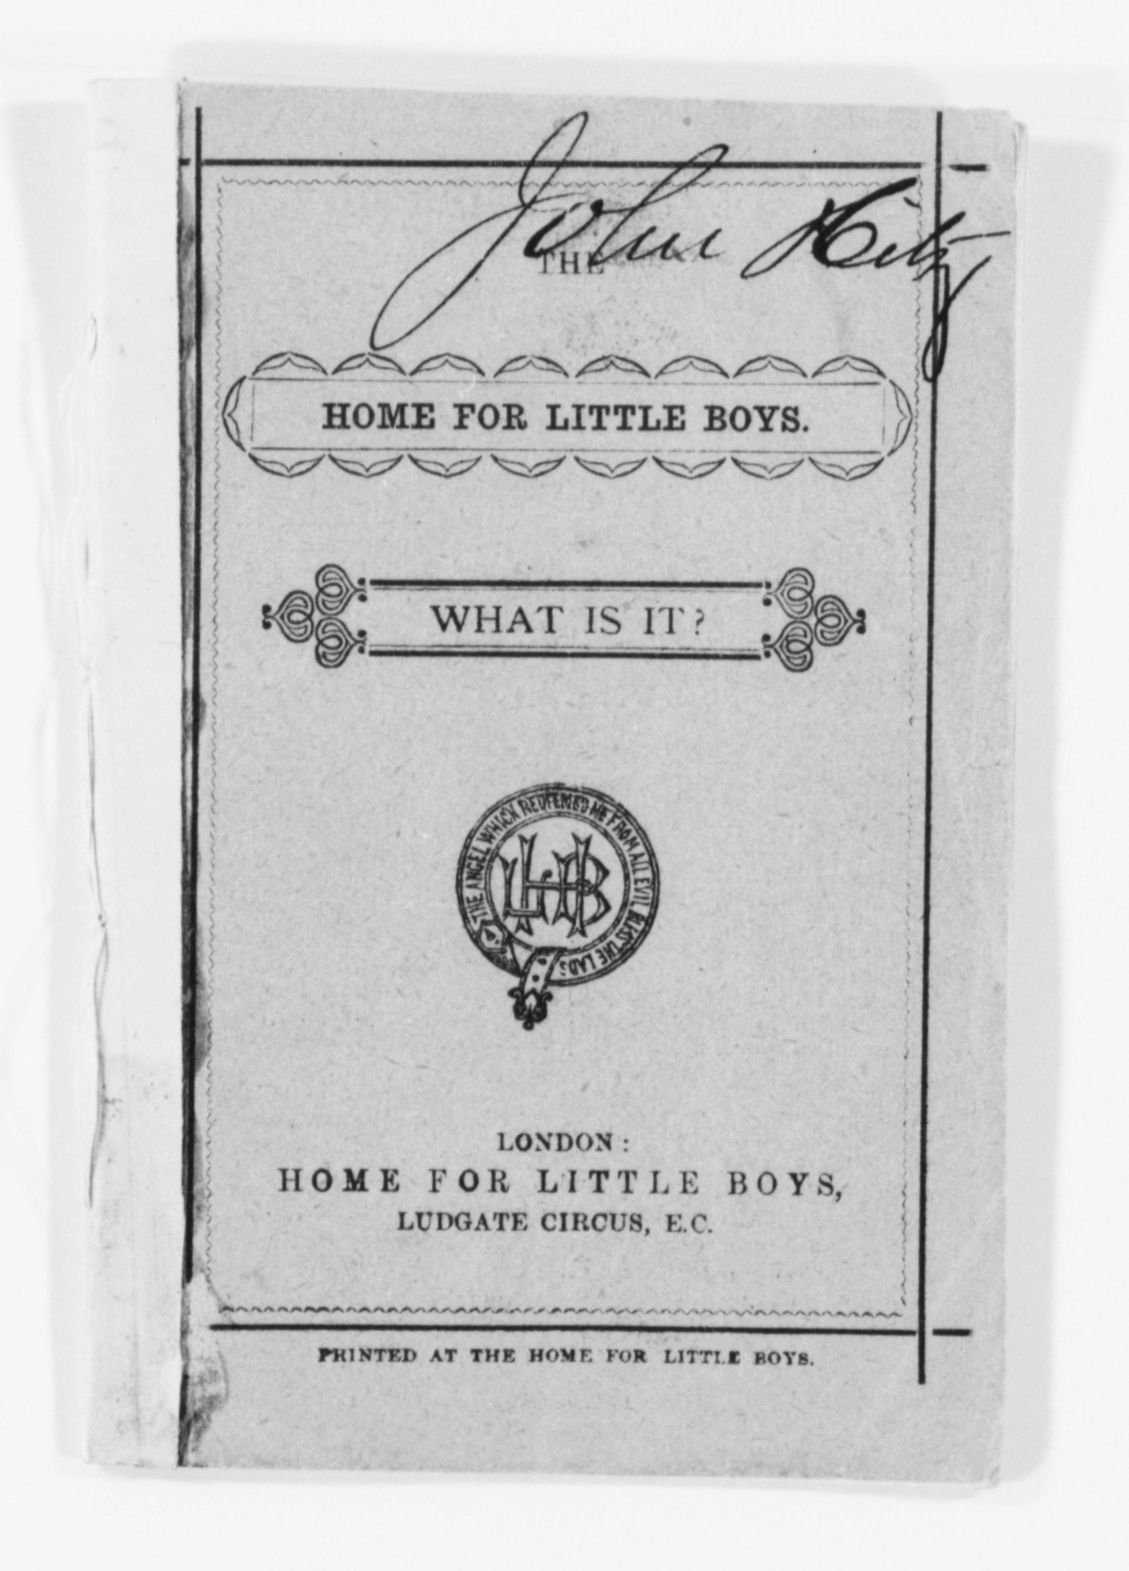 John Hitz
THE
HOME FOR LITTLE BOYS.
WHAT IS IT?
THE ANGEL WHICH REDEEMED ME FROM ALL EVIL BLESS THE LADS
LHB
LONDON:
HOME FOR LITTLE BOYS,
LUDGATE CIRCUS, E.C.
PRINTED AT THE HOME FOR LITTLE BOYS.